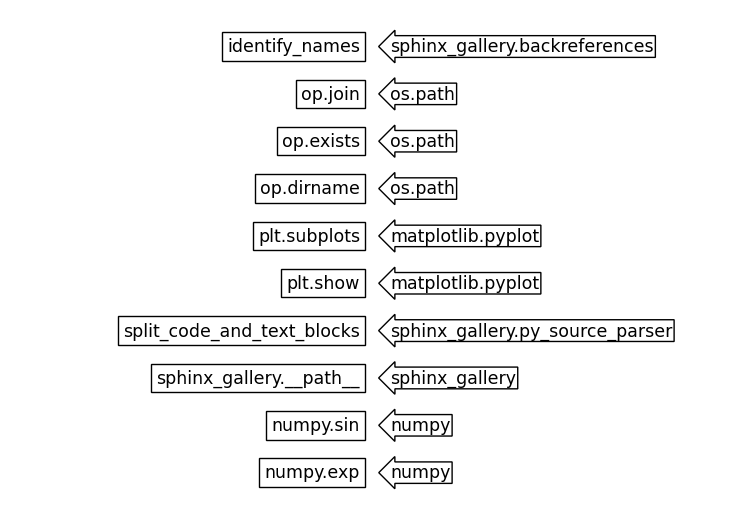 identify_names sphinx_gallery.backreferences
op.join os.path
op.exists os.path
op.dirname os.path
plt.subplots matplotlib.pyplot
plt.show matplotlib.pyplot
split_code_and_text_blocks sphinx_gallery.py_source_parser
sphinx_gallery.__path__ sphinx_gallery
numpy.sin numpy
numpy.exp numpy